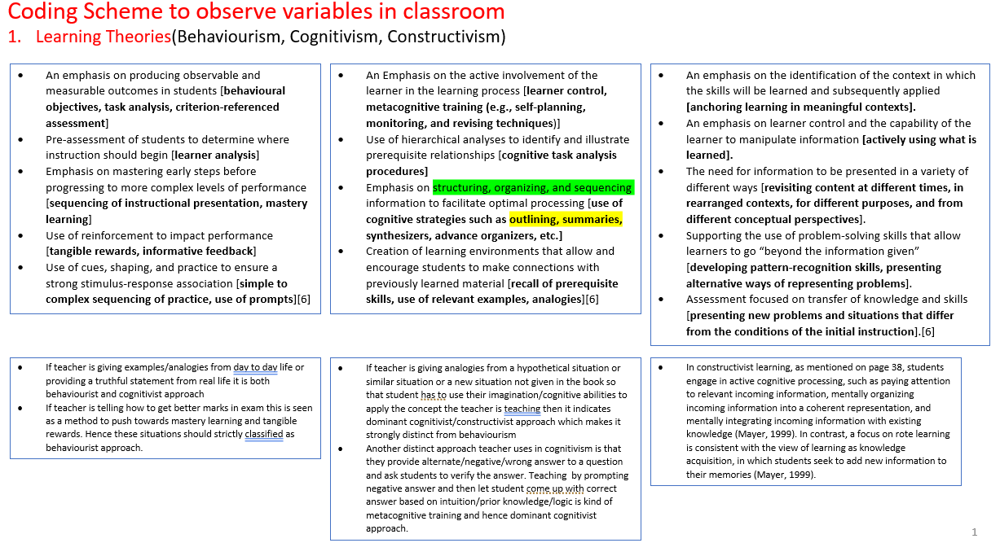 Coding Scheme to observe variables in classroom
1. Learning Theories(Behaviourism, Cognitivism, Constructivism)
• An emphasis on producing observable and
measurable outcomes in students [behavioural
objectives, task analysis, criterion-referenced
assessment]
• Pre-assessment of students to determine where
instruction should begin [learner analysis]
• Emphasis on mastering early steps before
progressing to more complex levels of performance
[sequencing of instructional presentation, mastery
learning]
• Use of reinforcement to impact performance
[tangible rewards, informative feedback]
• Use of cues, shaping, and practice to ensure a
strong stimulus-response association [simple to
complex sequencing of practice, use of prompts][6]
• An Emphasis on the active involvement of the
learner in the learning process [learner control,
metacognitive training (e.g., self-planning,
monitoring, and revising techniques)]
• Use of hierarchical analyses to identify and illustrate
prerequisite relationships [cognitive task analysis
procedures]
• Emphasis on structuring, organizing, and sequencing
information to facilitate optimal processing [use of
cognitive strategies such as outlining, summaries,
synthesizers, advance organizers, etc.]
• Creation of learning environments that allow and
encourage students to make connections with
previously learned material [recall of prerequisite
skills, use of relevant examples, analogies][6]
• An emphasis on the identification of the context in which
the skills will be learned and subsequently applied
[anchoring learning in meaningful contexts].
• An emphasis on learner control and the capability of the
learner to manipulate information [actively using what is
learned].
• The need for information to be presented in a variety of
different ways [revisiting content at different times, in
rearranged contexts, for different purposes, and from
different conceptual perspectives].
• Supporting the use of problem-solving skills that allow
learners to go “beyond the information given”
[developing pattern-recognition skills, presenting
alternative ways of representing problems].
• Assessment focused on transfer of knowledge and skills
[presenting new problems and situations that differ
from the conditions of the initial instruction].[6]
• If teacher is giving examples/analogies from day to day life or
providing a truthful statement from real life it is both
behaviourist and cognitivist approach
• If teacher is telling how to get better marks in exam this is seen
as a method to push towards mastery learning and tangible
rewards. Hence these situations should strictly classified as
behaviourist approach.
• If teacher is giving analogies from a hypothetical situation or
similar situation or a new situation not given in the book so
that student has to use their imagination/cognitive abilities to
apply the concept the teacher is teaching then it indicates
dominant cognitivist/constructivist approach which makes it
strongly distinct from behaviourism
• Another distinct approach teacher uses in cognitivism is that
they provide alternate/negative/wrong answer to a question
and ask students to verify the answer. Teaching by prompting
negative answer and then let student come up with correct
answer based on intuition/prior knowledge/logic is kind of
metacognitive training and hence dominant cognitivist
approach.
• In constructivist learning, as mentioned on page 38, students
engage in active cognitive processing, such as paying attention
to relevant incoming information, mentally organizing
incoming information into a coherent representation, and
mentally integrating incoming information with existing
knowledge (Mayer, 1999). In contrast, a focus on rote learning
is consistent with the view of learning as knowledge
acquisition, in which students seek to add new information to
their memories (Mayer, 1999).
1